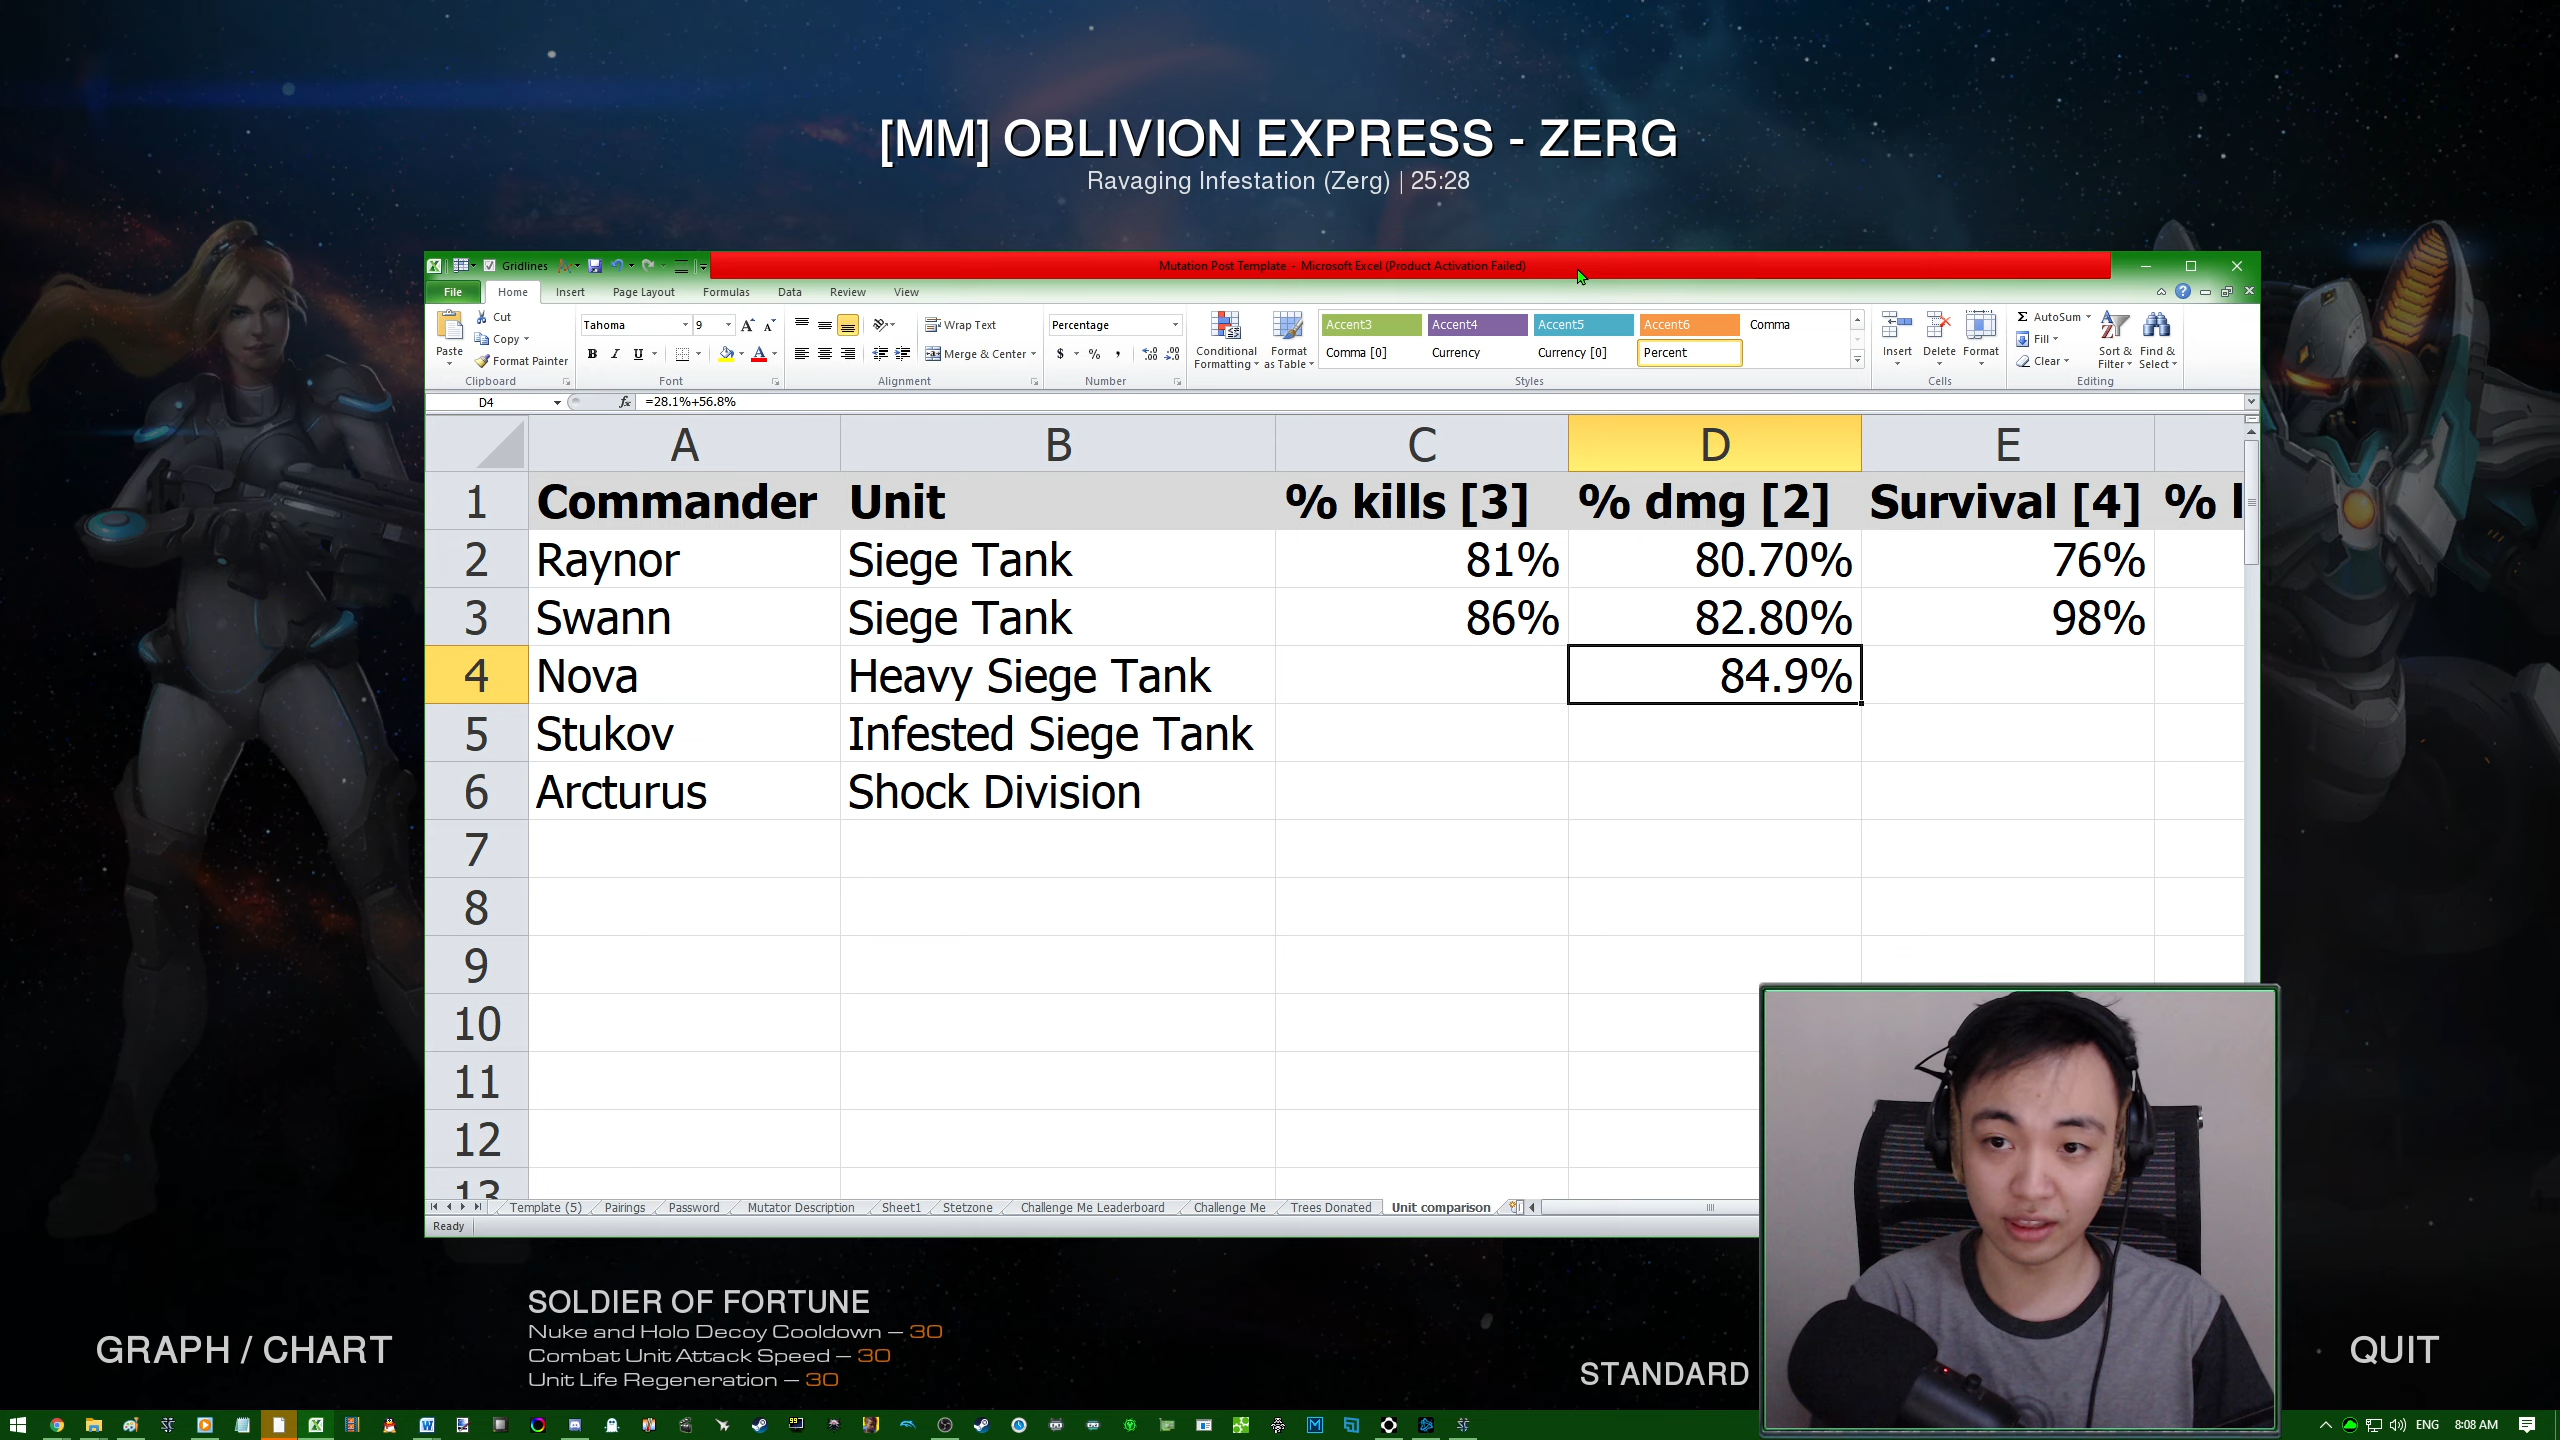 [MM] OBLIVION EXPRESS - ZERG
Ravaging Infestation (Zerg) | 25:28
Gridlines
Mutation Post Template - Microsoft Excel (Product Activation Failed)
File Home Insert Page Layout Formulas Data Review View
Paste
Cut
Copy
Format Painter
Clipboard
Tahoma 9
B I U
Font
Wrap Text
Merge & Center
Alignment
Percentage
$ % ,
Number
Conditional Formatting
Format as Table
Accent3 Accent4 Accent5 Accent6 Comma
Comma [0] Currency Currency [0] Percent
Styles
Insert Delete Format
Cells
Σ AutoSum
Fill
Clear
Sort & Filter
Find & Select
Editing
D4 fx =28.1%+56.8%
A B C D E
1 Commander Unit % kills [3] % dmg [2] Survival [4] %
2 Raynor Siege Tank 81% 80.70% 76%
3 Swann Siege Tank 86% 82.80% 98%
4 Nova Heavy Siege Tank 84.9%
5 Stukov Infested Siege Tank
6 Arcturus Shock Division
7
8
9
10
11
12
13
Template (5) Pairings Password Mutator Description Sheet1 Stetzone Challenge Me Leaderboard Challenge Me Trees Donated Unit comparison
Ready
GRAPH / CHART
SOLDIER OF FORTUNE
Nuke and Holo Decoy Cooldown – 30
Combat Unit Attack Speed – 30
Unit Life Regeneration – 30
STANDARD
QUIT
ENG 8:08 AM